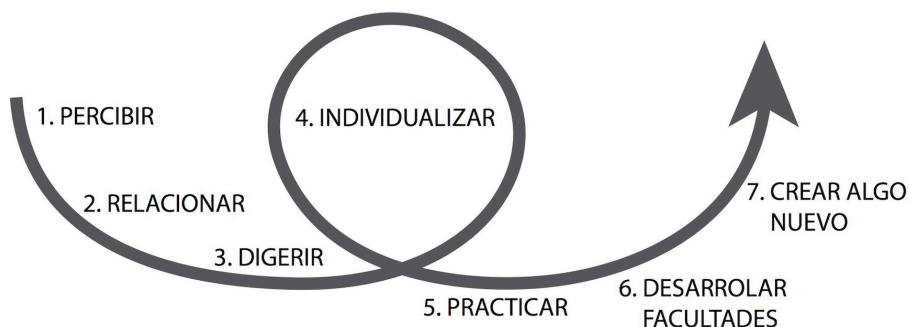 1. PERCIBIR
2. RELACIONAR
3. DIGERIR
4. INDIVIDUALIZAR
5. PRACTICAR
6. DESARROLAR
FACULTADES
7. CREAR ALGO
NUEVO